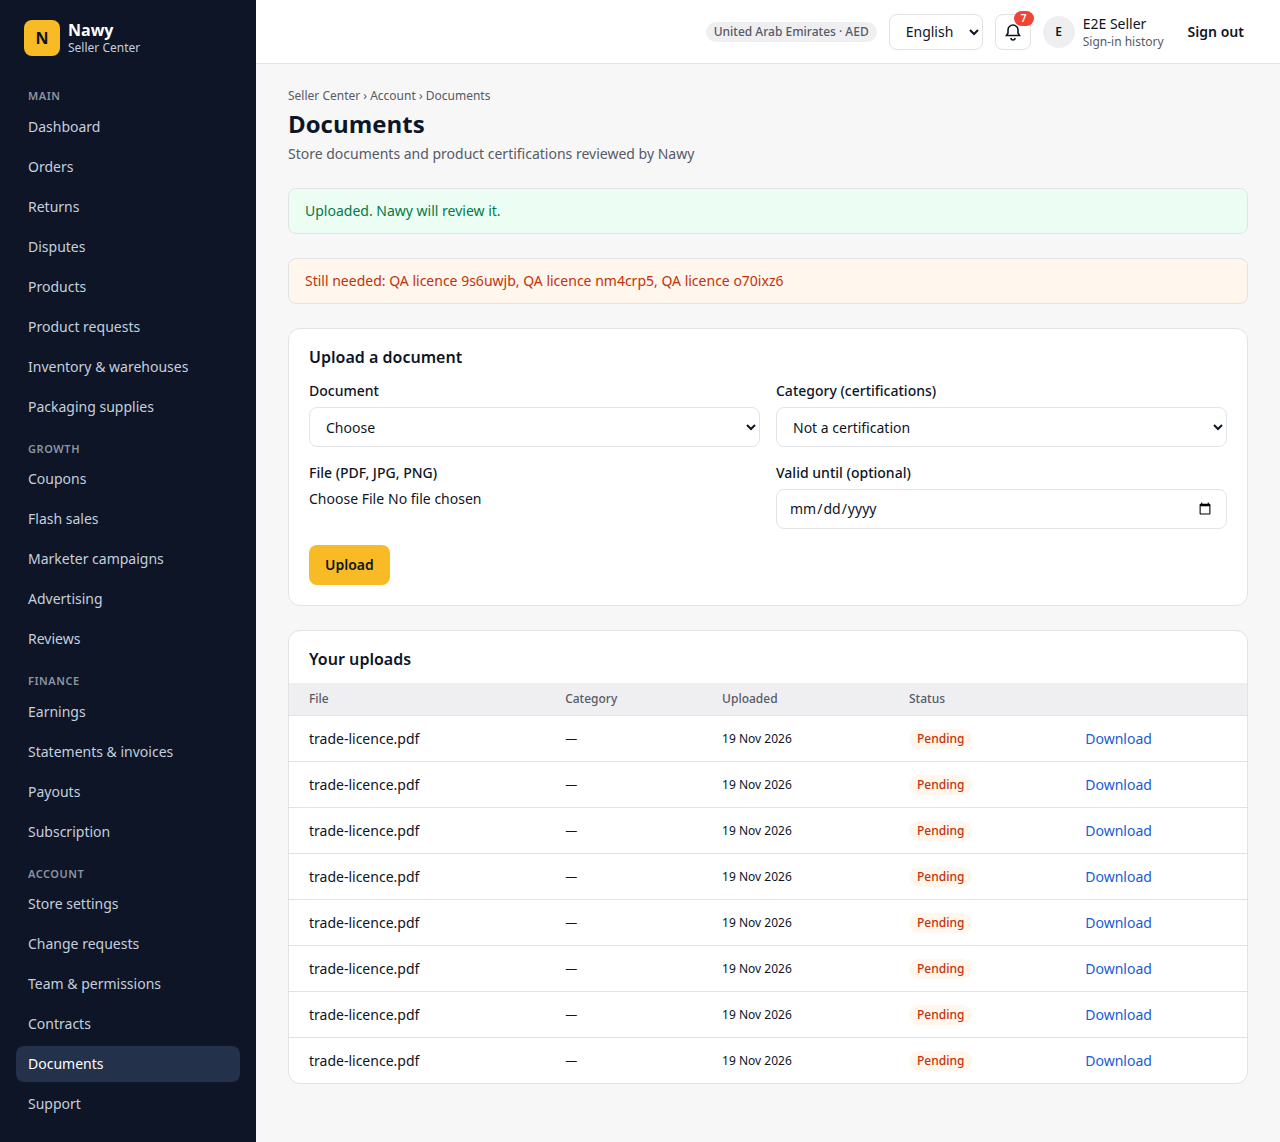 N
Nawy
Seller Center
United Arab Emirates · AED
English
7
E
E2E Seller
Sign-in history
Sign out
MAIN
Dashboard
Orders
Returns
Disputes
Products
Product requests
Inventory & warehouses
Packaging supplies
GROWTH
Coupons
Flash sales
Marketer campaigns
Advertising
Reviews
FINANCE
Earnings
Statements & invoices
Payouts
Subscription
ACCOUNT
Store settings
Change requests
Team & permissions
Contracts
Documents
Support
Seller Center › Account › Documents
Documents
Store documents and product certifications reviewed by Nawy
Uploaded. Nawy will review it.
Still needed: QA licence 9s6uwjb, QA licence nm4crp5, QA licence o70ixz6
Upload a document
Document
Category (certifications)
Choose
Not a certification
File (PDF, JPG, PNG)
Valid until (optional)
Choose File No file chosen
mm/dd/yyyy
Upload
Your uploads
File Category Uploaded Status
trade-licence.pdf — 19 Nov 2026 Pending Download
trade-licence.pdf — 19 Nov 2026 Pending Download
trade-licence.pdf — 19 Nov 2026 Pending Download
trade-licence.pdf — 19 Nov 2026 Pending Download
trade-licence.pdf — 19 Nov 2026 Pending Download
trade-licence.pdf — 19 Nov 2026 Pending Download
trade-licence.pdf — 19 Nov 2026 Pending Download
trade-licence.pdf — 19 Nov 2026 Pending Download